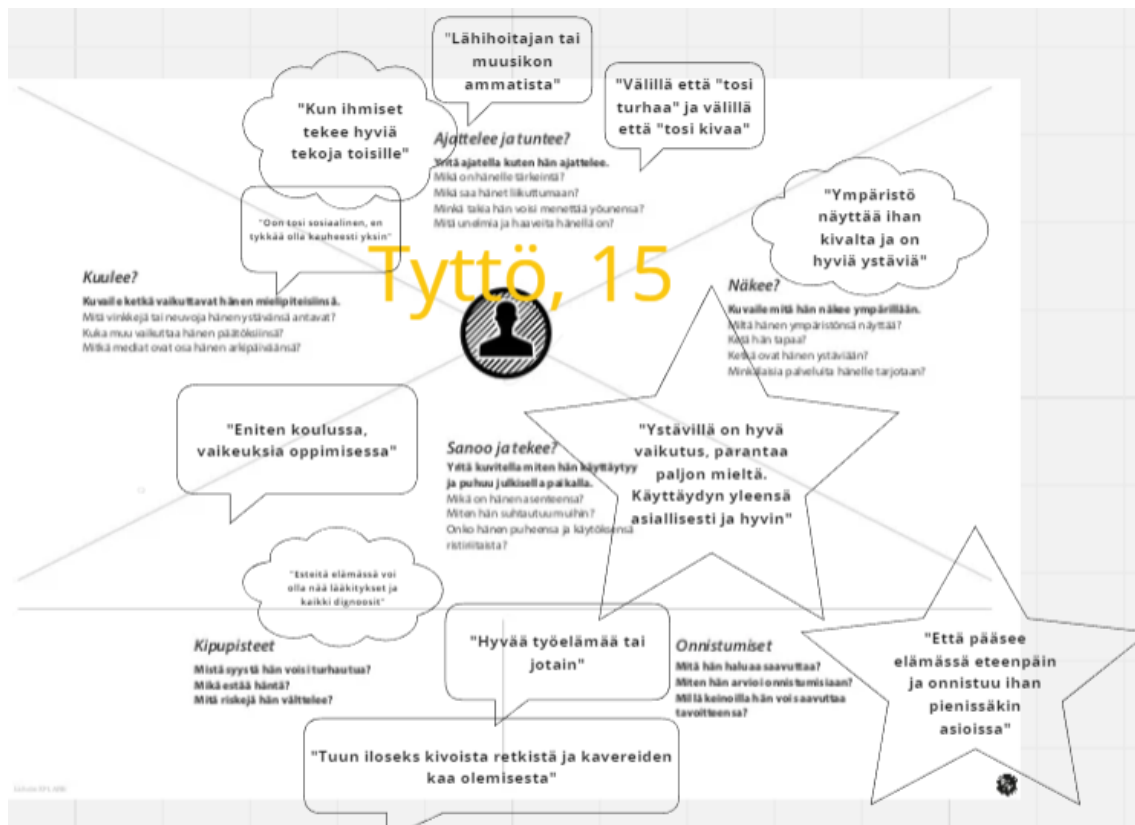 "Lähihoitajan tai
muusikon
ammatista"
"Välillä että "tosi
turhaa" ja välillä
että "tosi kivaa"
"Kun ihmiset
tekee hyviä
tekoja toisille"
Ajattelee ja tuntee?
Yritä ajatella kuten hän ajattelee.
Mikä on hänelle tärkeintä?
Mikä saa hänet liikuttumaan?
Minkä takia hän voisi menettää yöunensa?
Mitä unelmia ja haaveita hänellä on?
"Oon tosi sosiaalinen, en
tykkää olla kauheesti yksin"
"Ympäristö
näyttää ihan
kivalta ja on
hyviä ystäviä"
Tyttö, 15
Kuulee?
Kuvaile ketkä vaikuttavat hänen mielipiteisiinsä.
Mitä vinkkejä tai neuvoja hänen ystävänsä antavat?
Kuka muu vaikuttaa hänen päätöksiinsä?
Mitkä mediat ovat osa hänen arkipäiväänsä?
Näkee?
Kuvaile mitä hän näkee ympärillään.
Miltä hänen ympäristönsä näyttää?
Ketä hän tapaa?
Ketkä ovat hänen ystäviään?
Minkälaisia palveluita hänelle tarjotaan?
"Eniten koulussa,
vaikeuksia oppimisessa"
Sanoo ja tekee?
Yritä kuvitella miten hän käyttäytyy
ja puhuu julkisella paikalla.
Mikä on hänen asenteensa?
Miten hän suhtautuu muihin?
Onko hänen puheensa ja käytöksensä
ristiriitaista?
"Ystävillä on hyvä
vaikutus, parantaa
paljon mieltä.
Käyttäydyn yleensä
asiallisesti ja hyvin"
"Esteitä elämässä voi
olla nää lääkitykset ja
kaikki dignoosit"
Kipupisteet
Mistä syystä hän voisi turhautua?
Mikä estää häntä?
Mitä riskejä hän välttelee?
"Hyvää työelämää tai
jotain"
Onnistumiset
Mitä hän haluaa saavuttaa?
Miten hän arvioi onnistumisiaan?
Millä keinoilla hän voi saavuttaa
tavoitteensa?
"Että pääsee
elämässä eteenpäin
ja onnistuu ihan
pienissäkin
asioissa"
"Tuun iloseks kivoista retkistä ja kavereiden
kaa olemisesta"